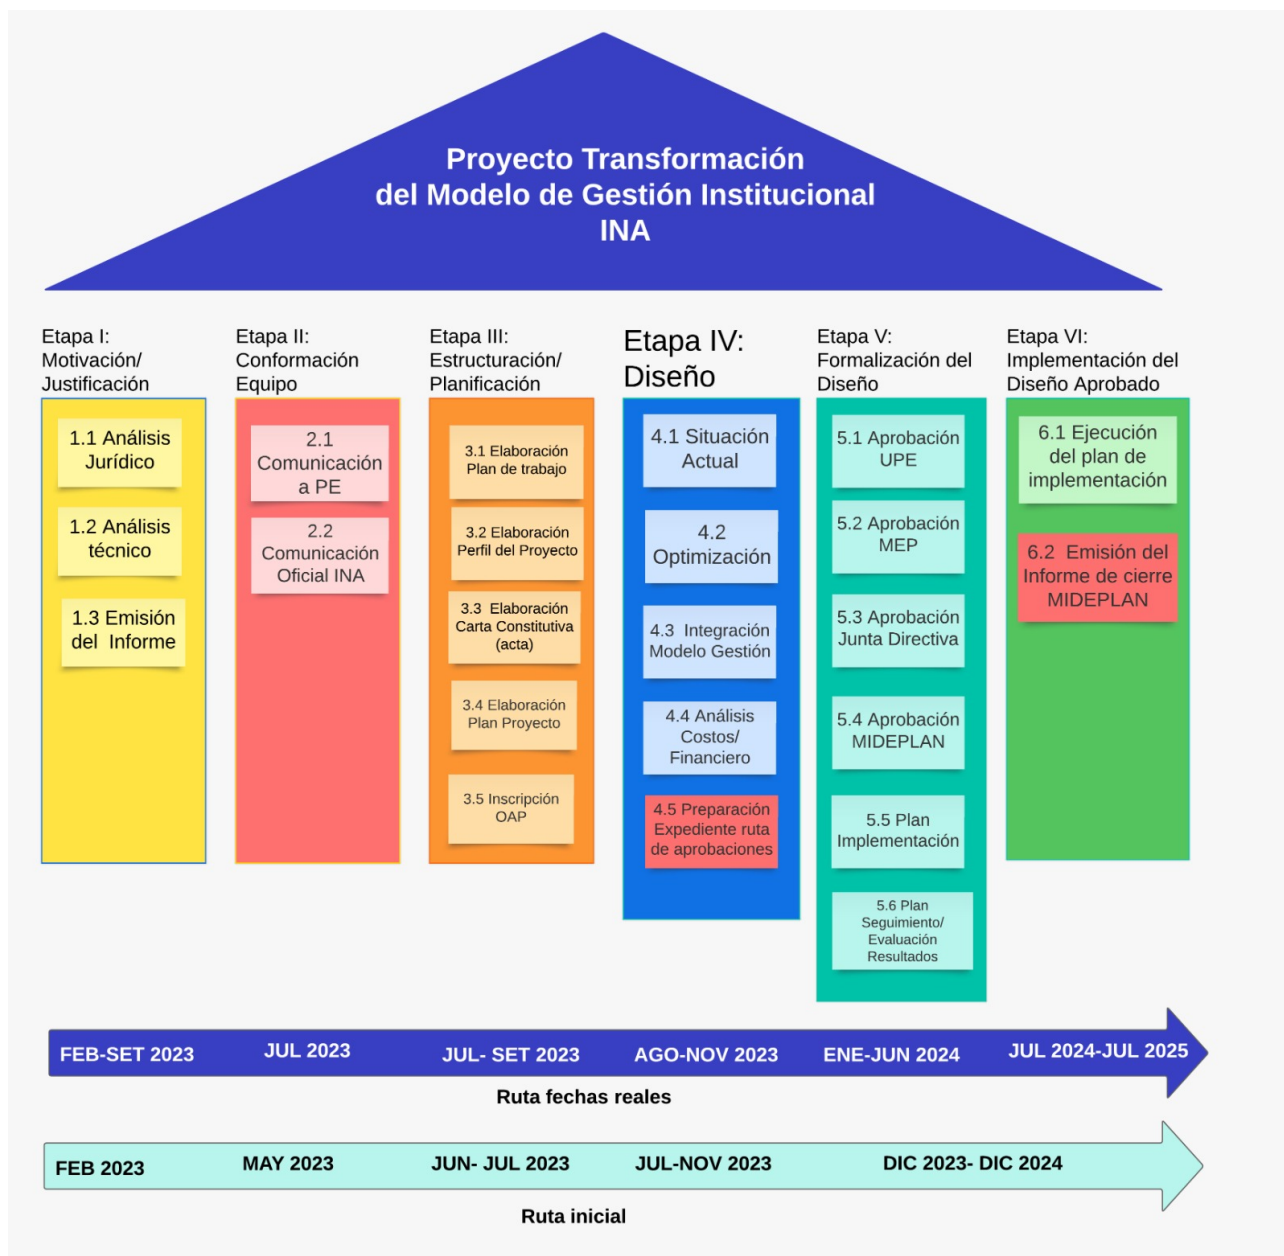 Proyecto Transformación
del Modelo de Gestión Institucional
INA
Etapa I:
Motivación/
Justificación
1.1 Análisis
Jurídico
1.2 Análisis
técnico
1.3 Emisión
del Informe
Etapa II:
Conformación
Equipo
2.1
Comunicación
a PE
2.2
Comunicación
Oficial INA
Etapa III:
Estructuración/
Planificación
3.1 Elaboración
Plan de trabajo
3.2 Elaboración
Perfil del Proyecto
3.3 Elaboración
Carta Constitutiva
(acta)
3.4 Elaboración
Plan Proyecto
3.5 Inscripción
OAP
Etapa IV:
Diseño
4.1 Situación
Actual
4.2
Optimización
4.3 Integración
Modelo Gestión
4.4 Análisis
Costos/
Financiero
4.5 Preparación
Expediente ruta
de aprobaciones
Etapa V:
Formalización del
Diseño
5.1 Aprobación
UPE
5.2 Aprobación
MEP
5.3 Aprobación
Junta Directiva
5.4 Aprobación
MIDEPLAN
5.5 Plan
Implementación
5.6 Plan
Seguimiento/
Evaluación
Resultados
Etapa VI:
Implementación del
Diseño Aprobado
6.1 Ejecución
del plan de
implementación
6.2 Emisión del
Informe de cierre
MIDEPLAN
FEB-SET 2023
JUL 2023
JUL- SET 2023
AGO-NOV 2023
ENE-JUN 2024
JUL 2024-JUL 2025
Ruta fechas reales
FEB 2023
MAY 2023
JUN- JUL 2023
JUL-NOV 2023
DIC 2023- DIC 2024
Ruta inicial